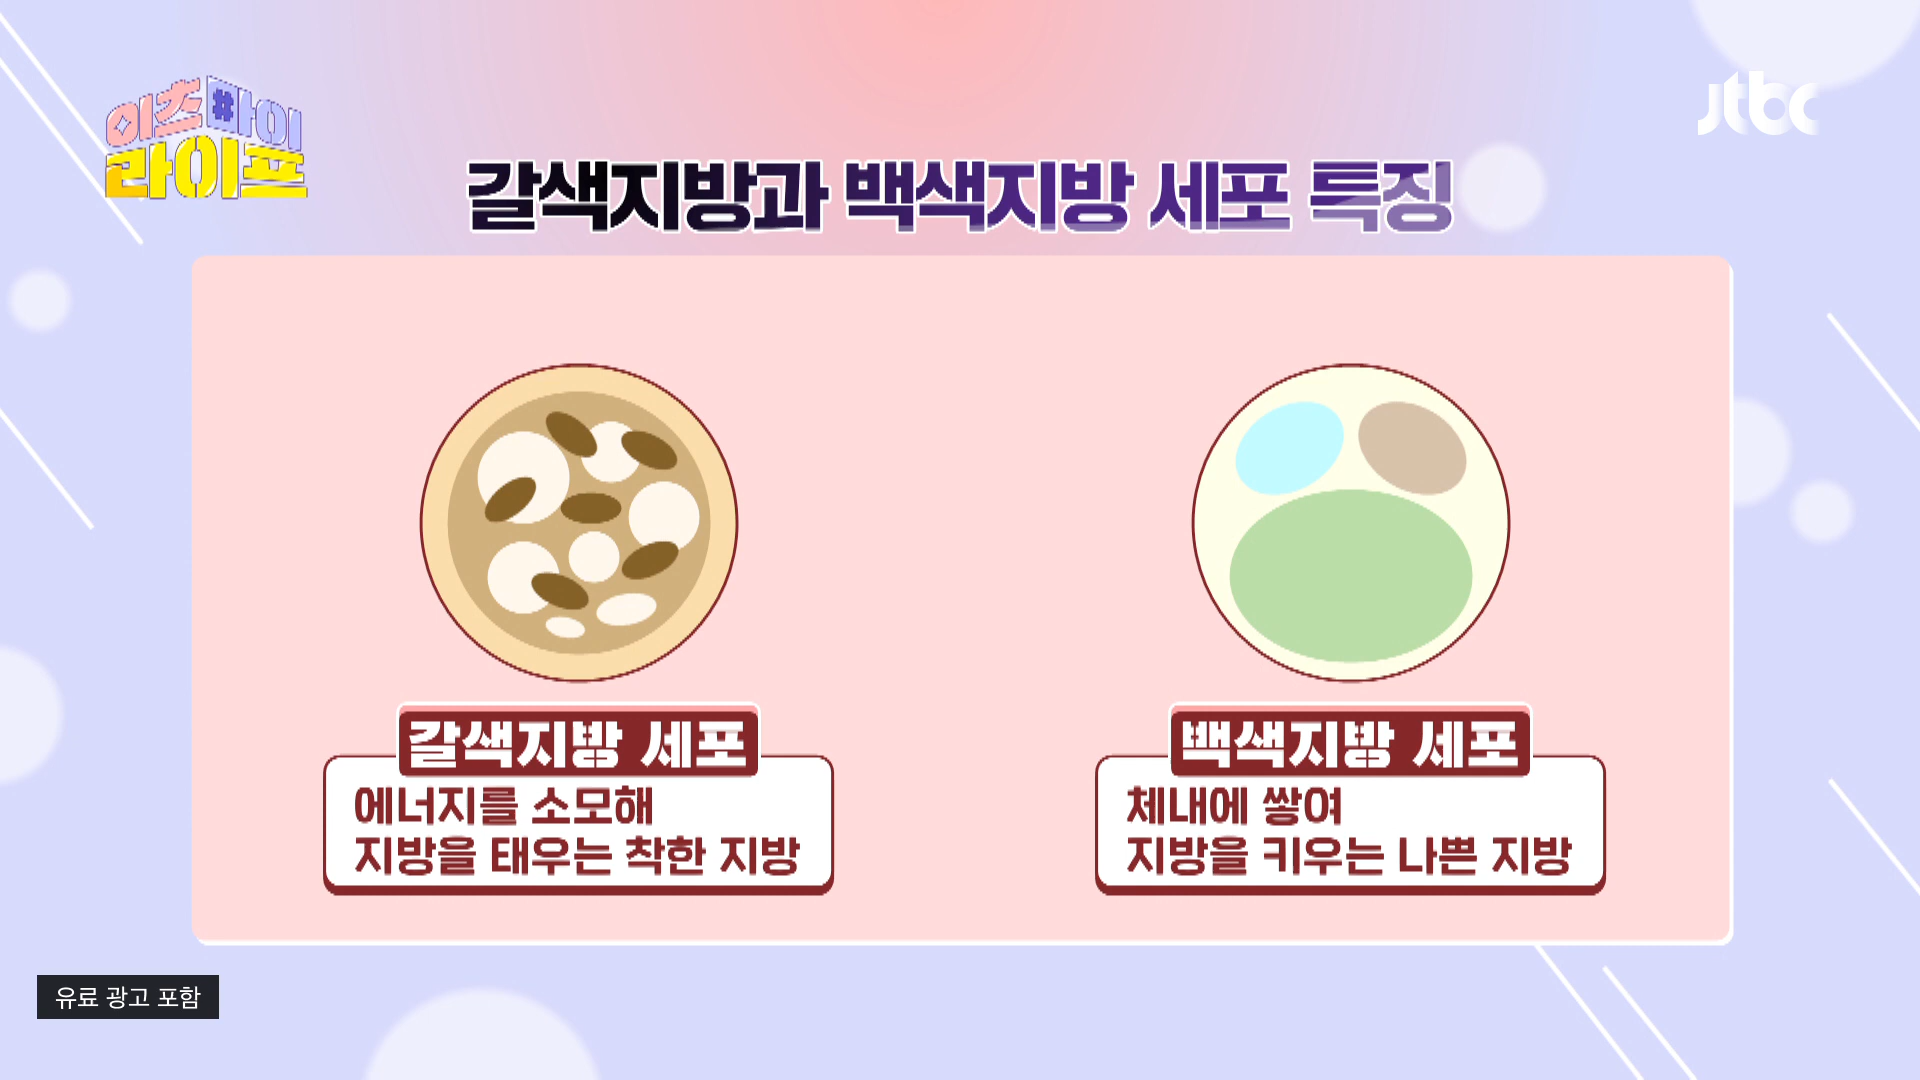 이츠 #마이
라이프
jtbc
갈색지방과 백색지방 세포 특징
갈색지방 세포
에너지를 소모해
지방을 태우는 착한 지방
백색지방 세포
체내에 쌓여
지방을 키우는 나쁜 지방
유료 광고 포함